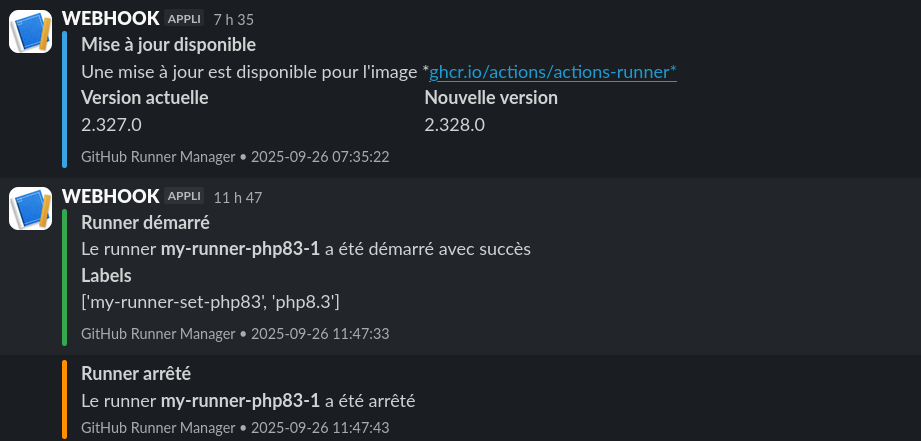 WEBHOOK APPLI 7 h 35
Mise à jour disponible
Une mise à jour est disponible pour l'image *ghcr.io/actions/actions-runner*
Version actuelle Nouvelle version
2.327.0 2.328.0
GitHub Runner Manager • 2025-09-26 07:35:22
WEBHOOK APPLI 11 h 47
Runner démarré
Le runner my-runner-php83-1 a été démarré avec succès
Labels
['my-runner-set-php83', 'php8.3']
GitHub Runner Manager • 2025-09-26 11:47:33
Runner arrêté
Le runner my-runner-php83-1 a été arrêté
GitHub Runner Manager • 2025-09-26 11:47:43